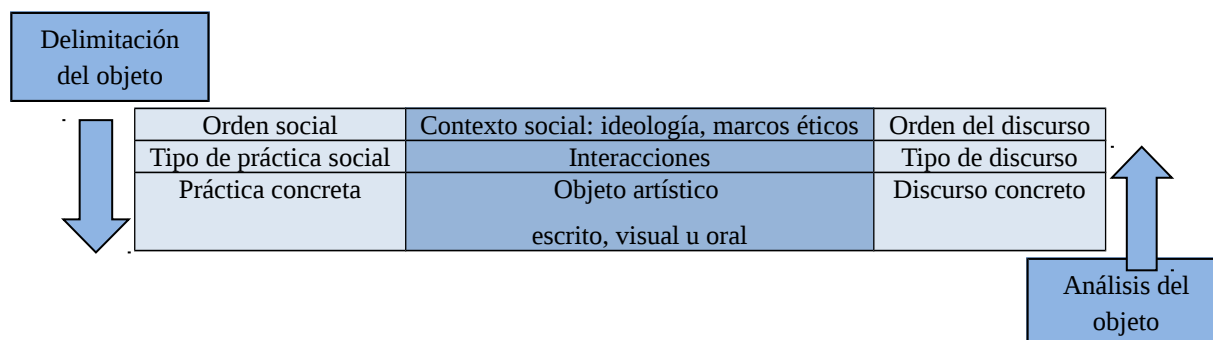 Delimitación
del objeto
Orden social
Contexto social: ideología, marcos éticos
Orden del discurso
Tipo de práctica social
Interacciones
Tipo de discurso
Práctica concreta
Objeto artístico
escrito, visual u oral
Discurso concreto
Análisis del
objeto